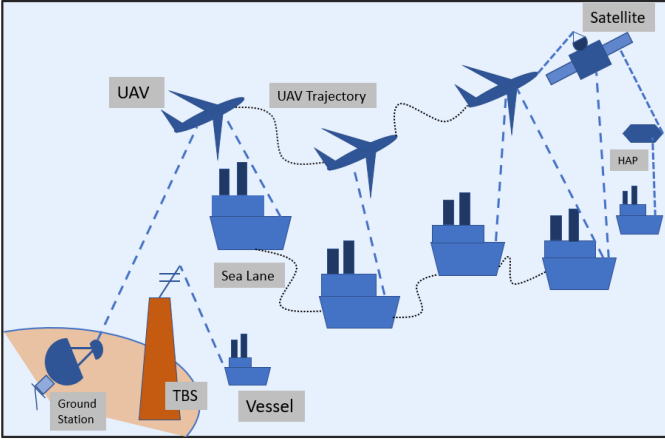 Satellite
UAV
UAV Trajectory
HAP
Sea Lane
TBS
Ground
Station
Vessel